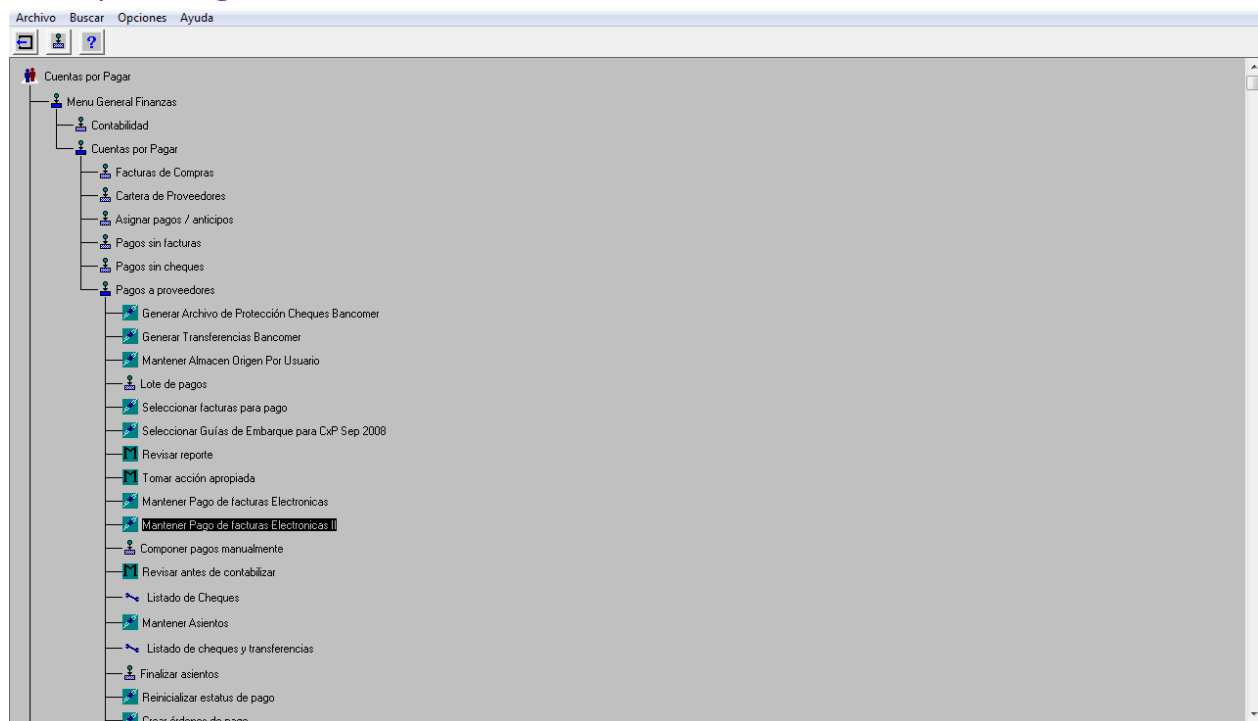 Archivo Buscar Opciones Ayuda
?
Cuentas por Pagar
Menu General Finanzas
Contabilidad
Cuentas por Pagar
Facturas de Compras
Cartera de Proveedores
Asignar pagos / anticipos
Pagos sin facturas
Pagos sin cheques
Pagos a proveedores
Generar Archivo de Protección Cheques Bancomer
Generar Transferencias Bancomer
Mantener Almacen Origen Por Usuario
Lote de pagos
Seleccionar facturas para pago
Seleccionar Guías de Embarque para CxP Sep 2008
M Revisar reporte
M Tomar acción apropiada
Mantener Pago de facturas Electronicas
Mantener Pago de facturas Electronicas II
Componer pagos manualmente
M Revisar antes de contabilizar
Listado de Cheques
Mantener Asientos
Listado de cheques y transferencias
Finalizar asientos
Reinicializar estatus de pago
Crear órdenes de pago